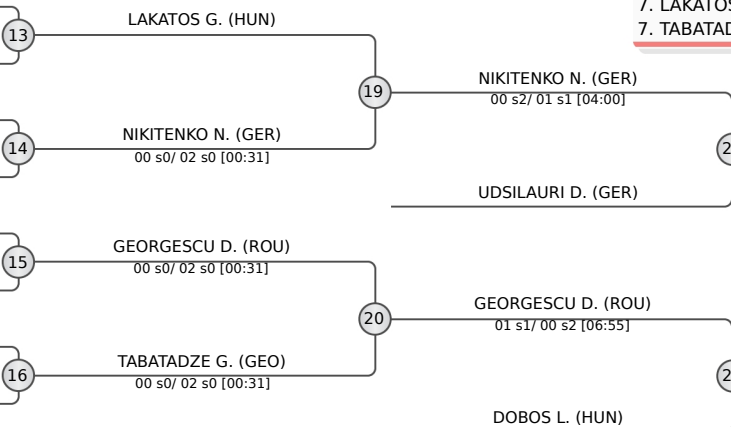 7. LAKATOS
7. TABATAD
13
LAKATOS G. (HUN)
19
NIKITENKO N. (GER)
00 s2/ 01 s1 [04:00]
14
NIKITENKO N. (GER)
00 s0/ 02 s0 [00:31]
2
UDSILAURI D. (GER)
15
GEORGESCU D. (ROU)
00 s0/ 02 s0 [00:31]
20
GEORGESCU D. (ROU)
01 s1/ 00 s2 [06:55]
16
TABATADZE G. (GEO)
00 s0/ 02 s0 [00:31]
2
DOBOS L. (HUN)